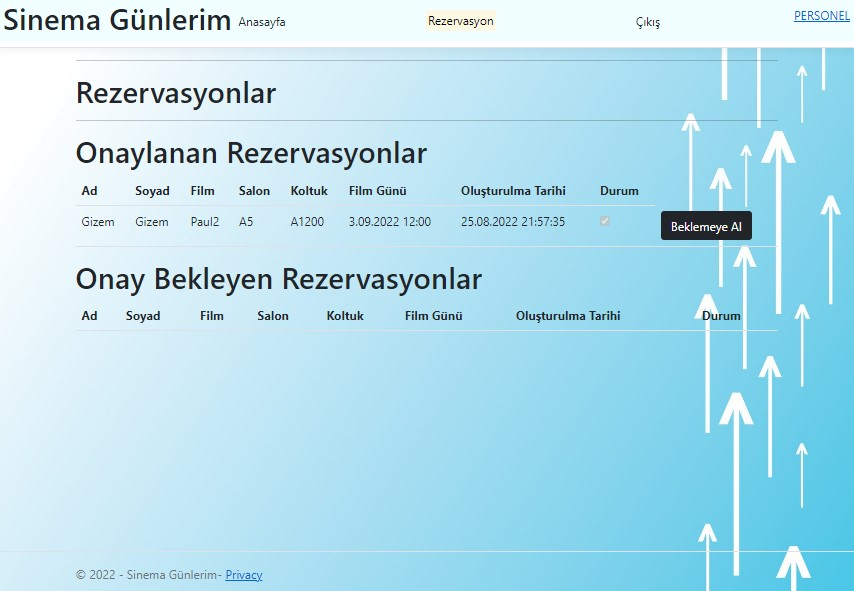 Sinema Günlerim Anasayfa Rezervasyon Çıkış PERSONEL
Rezervasyonlar
Onaylanan Rezervasyonlar
Ad Soyad Film Salon Koltuk Film Günü Oluşturulma Tarihi Durum
Gizem Gizem Paul2 A5 A1200 3.09.2022 12:00 25.08.2022 21:57:35 Beklemeye Al
Onay Bekleyen Rezervasyonlar
Ad Soyad Film Salon Koltuk Film Günü Oluşturulma Tarihi Durum
© 2022 - Sinema Günlerim- Privacy